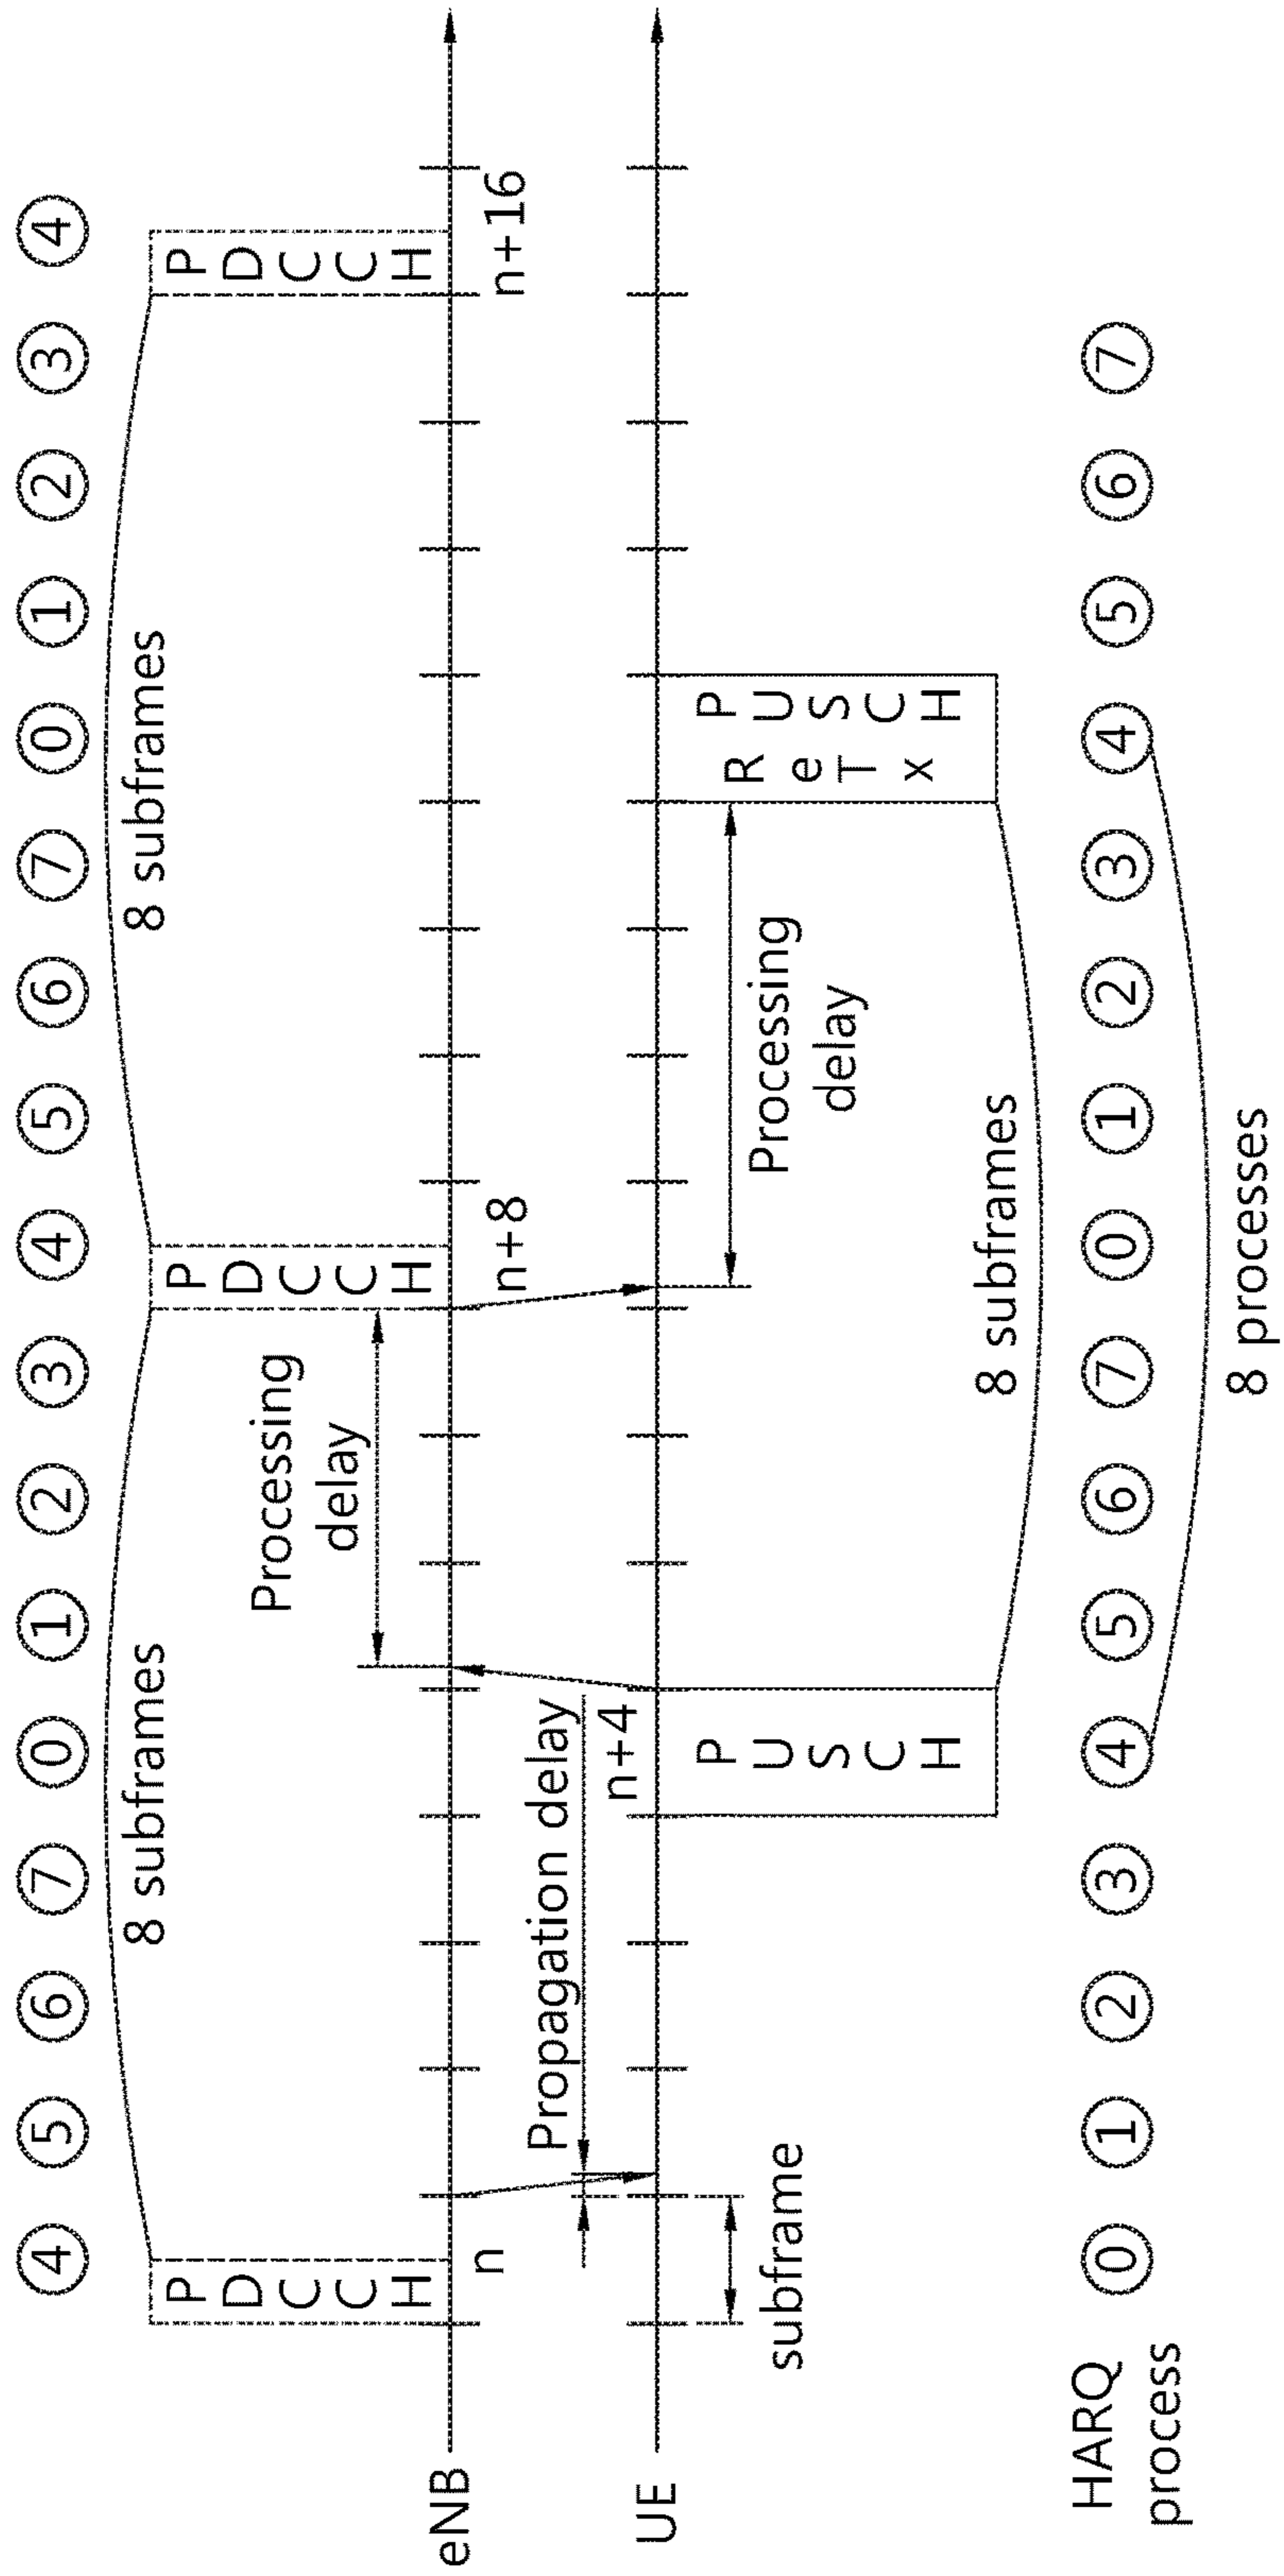 4 5 6 7 0 1 2 3 4 5 6 7 0 1 2 3 4
8 subframes
8 subframes
PDCCH
PDCCH
PDCCH
Processing
delay
eNB
n
n+8
n+16
Propagation delay
n+4
UE
subframe
PUSCH
Processing
delay
ReTx
PUSCH
8 subframes
HARQ
process
0 1 2 3 4 5 6 7 0 1 2 3 4 5 6 7
8 processes